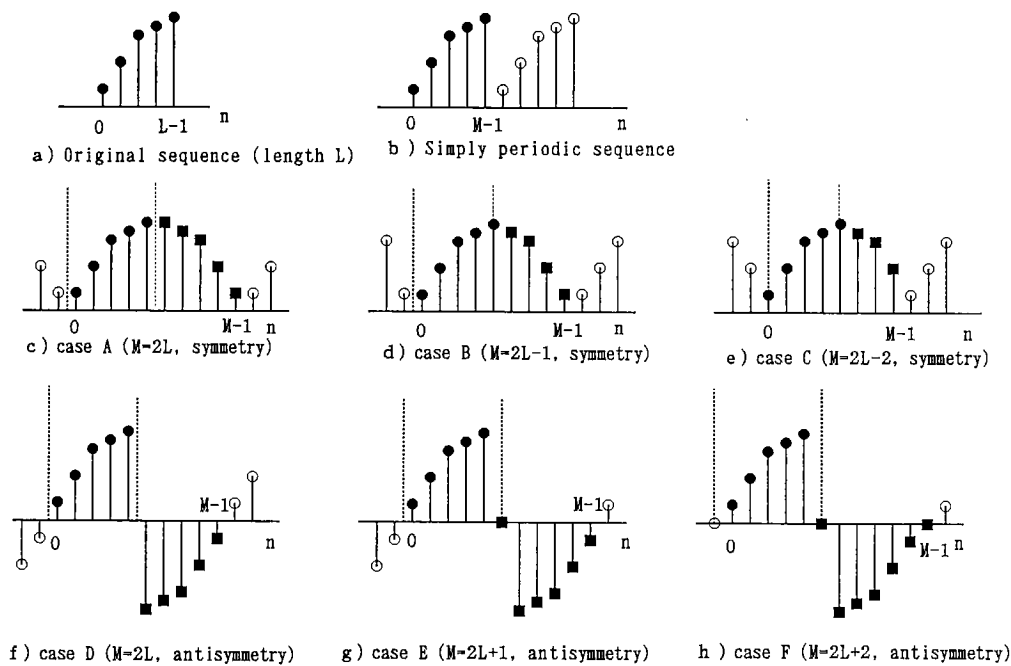 0 L-1 n
a) Original sequence (length L)
0 M-1 n
b) Simply periodic sequence
0 M-1 n
c) case A (M=2L, symmetry)
0 M-1 n
d) case B (M=2L-1, symmetry)
0 M-1 n
e) case C (M=2L-2, symmetry)
0 M-1 n
f) case D (M=2L, antisymmetry)
0 M-1 n
g) case E (M=2L+1, antisymmetry)
0 M-1 n
h) case F (M=2L+2, antisymmetry)